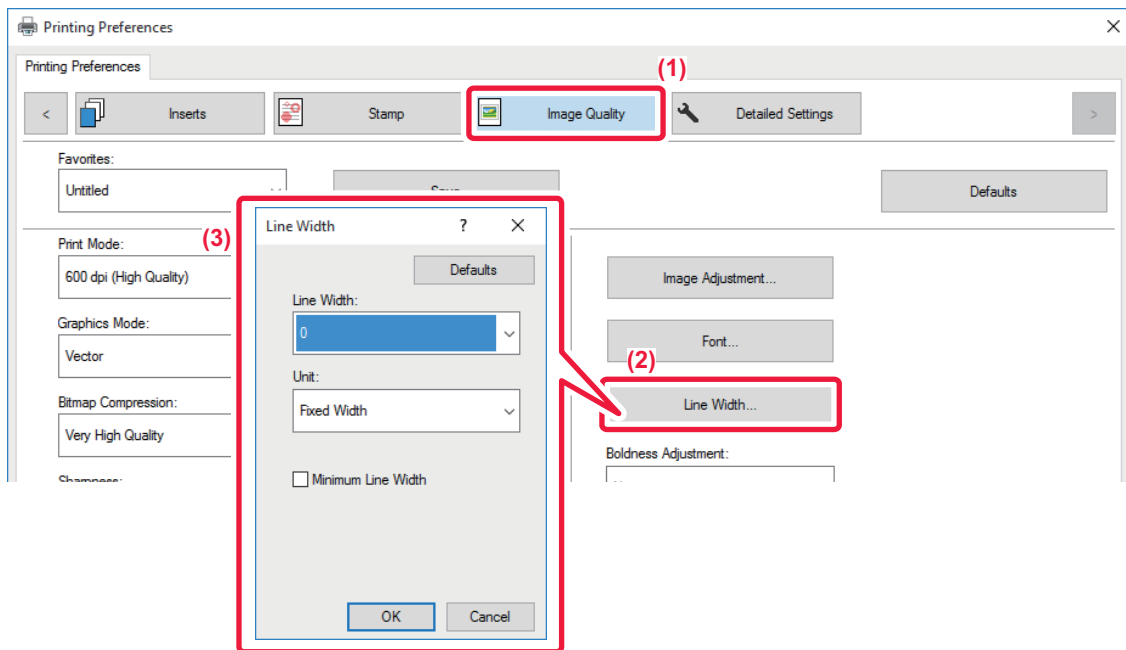 Printing Preferences
Printing Preferences
(1)
<
Inserts
Stamp
Image Quality
Detailed Settings
>
Favorites:
Untitled
Save
Defaults
Print Mode:
600 dpi (High Quality)
Graphics Mode:
Vector
Bitmap Compression:
Very High Quality
Sharpness:
(3)
Line Width
?
Defaults
Line Width:
0
Unit:
Fixed Width
Minimum Line Width
OK
Cancel
Image Adjustment...
Font...
(2)
Line Width...
Boldness Adjustment: